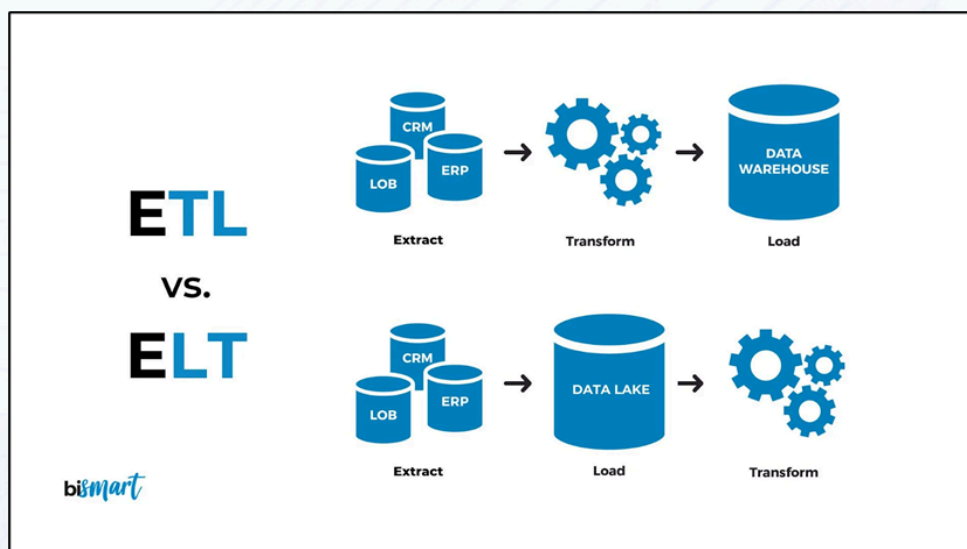 ETL
vs.
ELT
CRM
LOB
ERP
DATA
WAREHOUSE
Extract
Transform
Load
CRM
LOB
ERP
DATA LAKE
Extract
Load
Transform
bismart